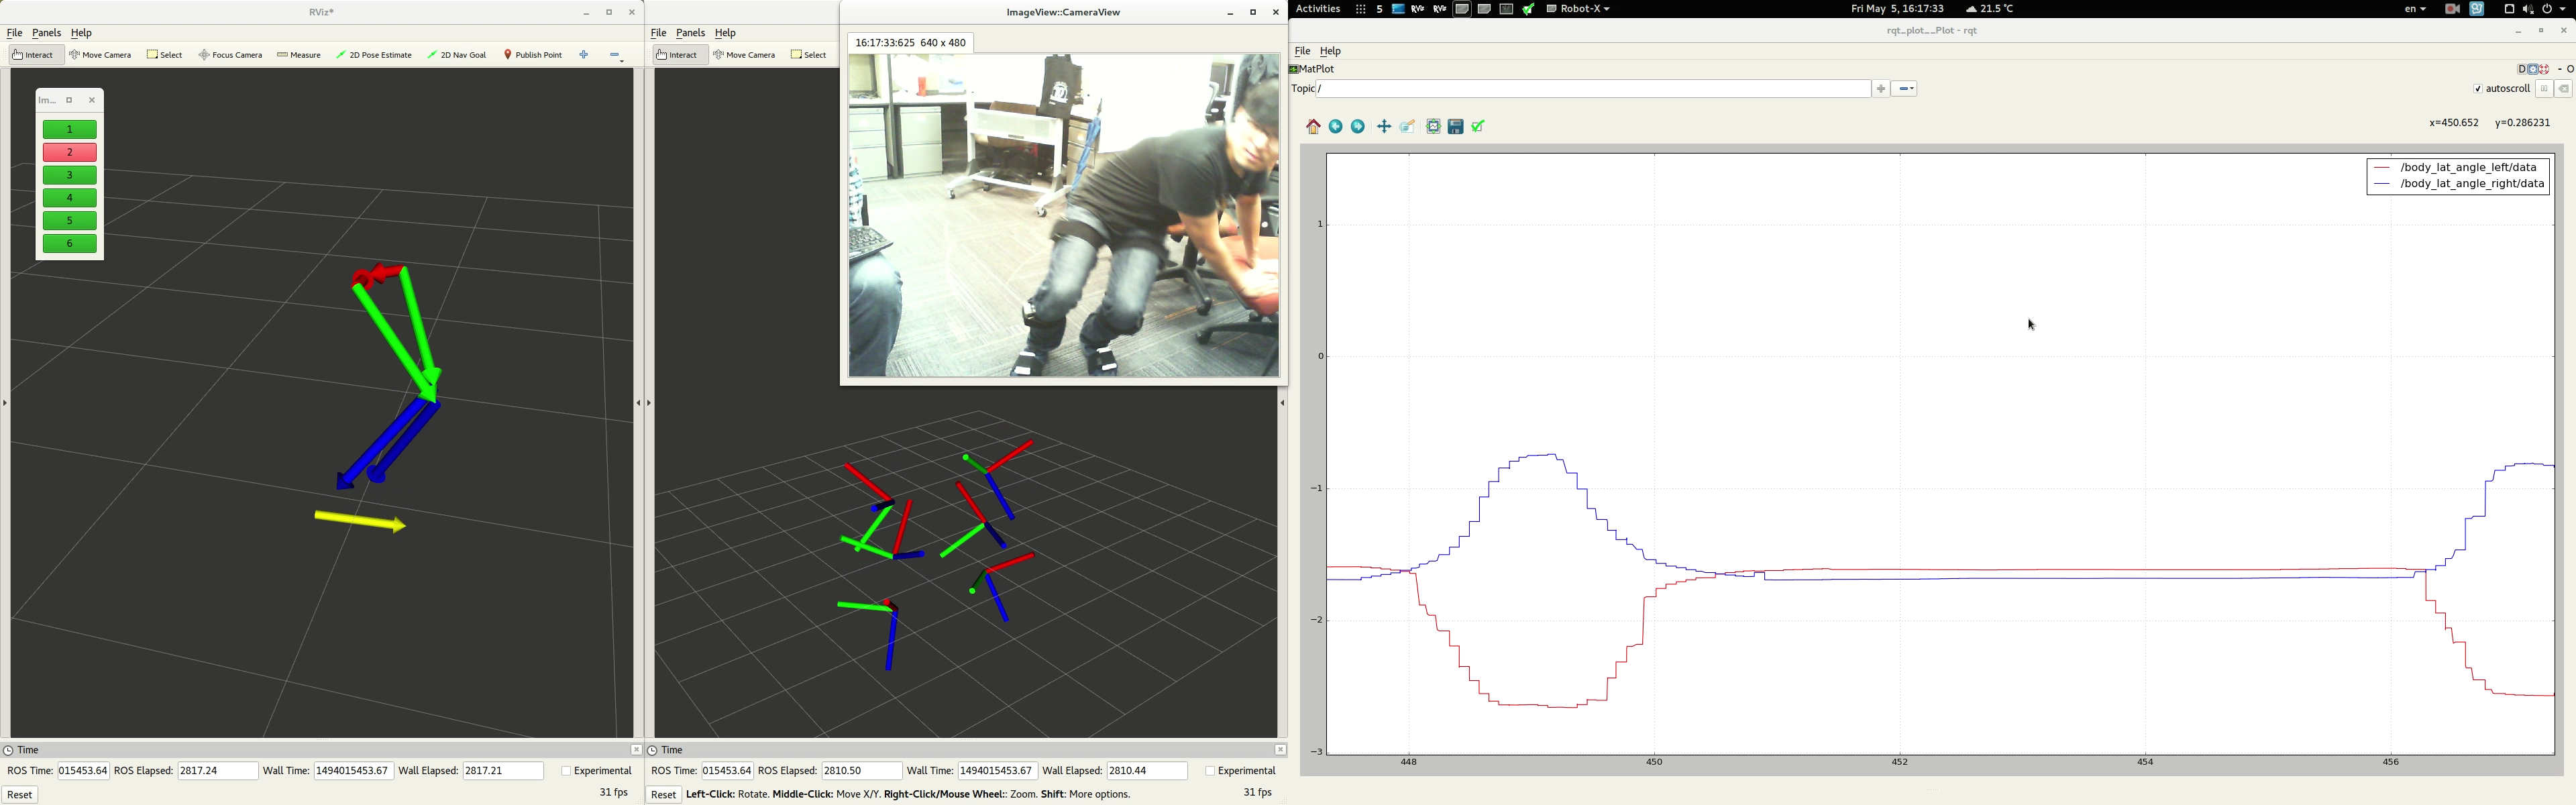 RViz*
File Panels Help
Interact Move Camera Select Focus Camera Measure 2D Pose Estimate 2D Nav Goal Publish Point
Im...
1
2
3
4
5
6
Time
ROS Time: 015453.64 ROS Elapsed: 2817.24 Wall Time: 1494015453.67 Wall Elapsed: 2817.21 Experimental
Reset 31 fps
File Panels Help
Interact Move Camera Select
ImageView::CameraView
16:17:33:625 640 x 480
Time
ROS Time: 015453.64 ROS Elapsed: 2810.50 Wall Time: 1494015453.67 Wall Elapsed: 2810.44 Experimental
Reset Left-Click: Rotate. Middle-Click: Move X/Y. Right-Click/Mouse Wheel:: Zoom. Shift: More options. 31 fps
Activities 5 RViz RViz Robot-X Fri May 5, 16:17:33 21.5 °C en
rqt_plot__Plot - rqt
File Help
MatPlot D - O
Topic / autoscroll
x=450.652 y=0.286231
/body_lat_angle_left/data
/body_lat_angle_right/data
1
0
−1
−2
−3
448 450 452 454 456